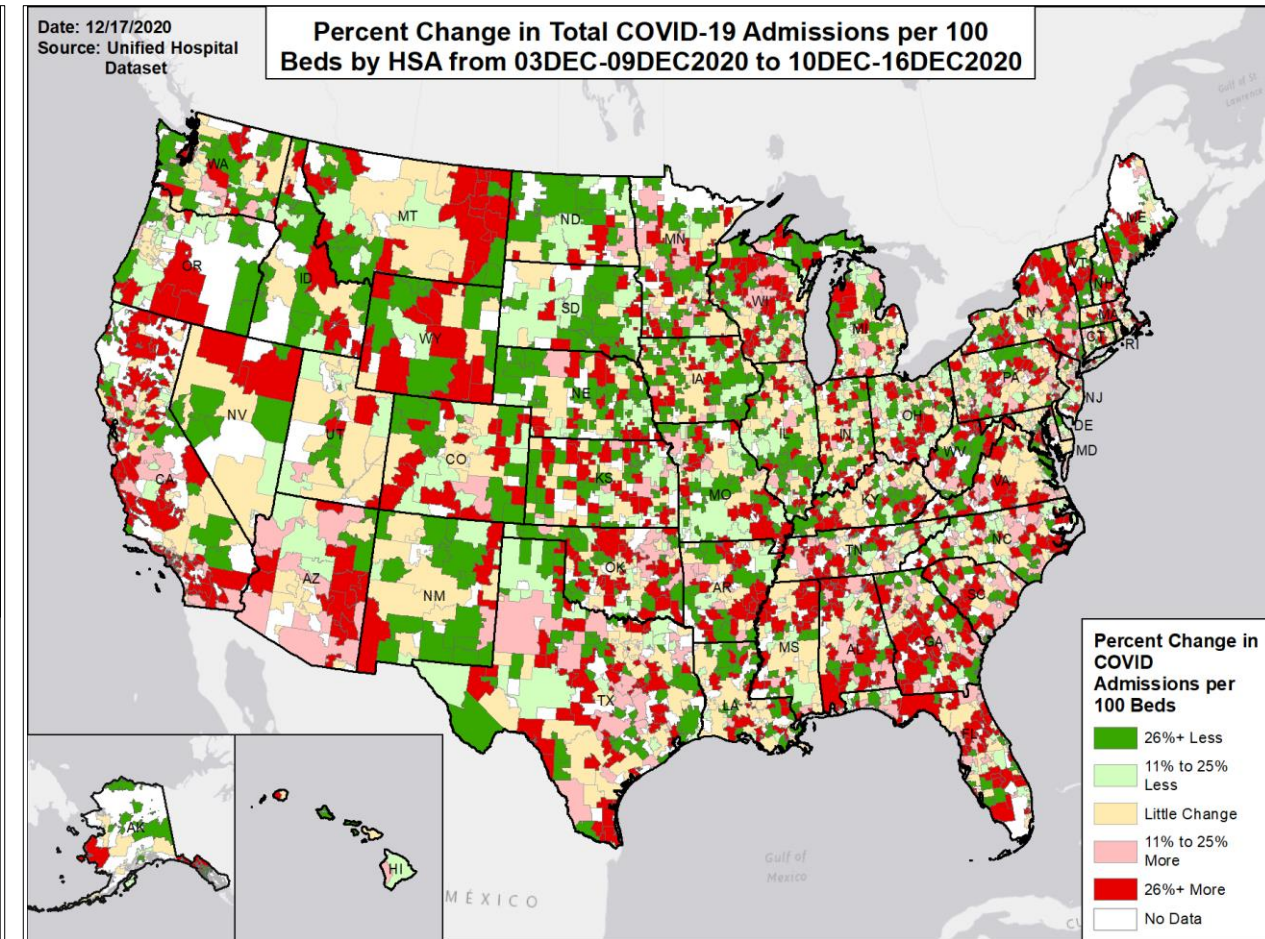 Date: 12/17/2020
Source: Unified Hospital
Dataset
Percent Change in Total COVID-19 Admissions per 100
Beds by HSA from 03DEC-09DEC2020 to 10DEC-16DEC2020
Gulf of St.
Lawrence
WA
MT
ND
MN
ME
OR
ID
WY
SD
WI
MI
VT
NH
NY
MA
CT
RI
NV
UT
CO
NE
IA
IL
IN
OH
PA
NJ
DE
MD
WV
VA
CA
KS
MO
KY
AZ
NM
OK
AR
TN
NC
SC
TX
LA
MS
AL
GA
FL
AK
HI
MÉXICO
Gulf of
Mexico
Percent Change in
COVID
Admissions per
100 Beds
26%+ Less
11% to 25%
Less
Little Change
11% to 25%
More
26%+ More
No Data